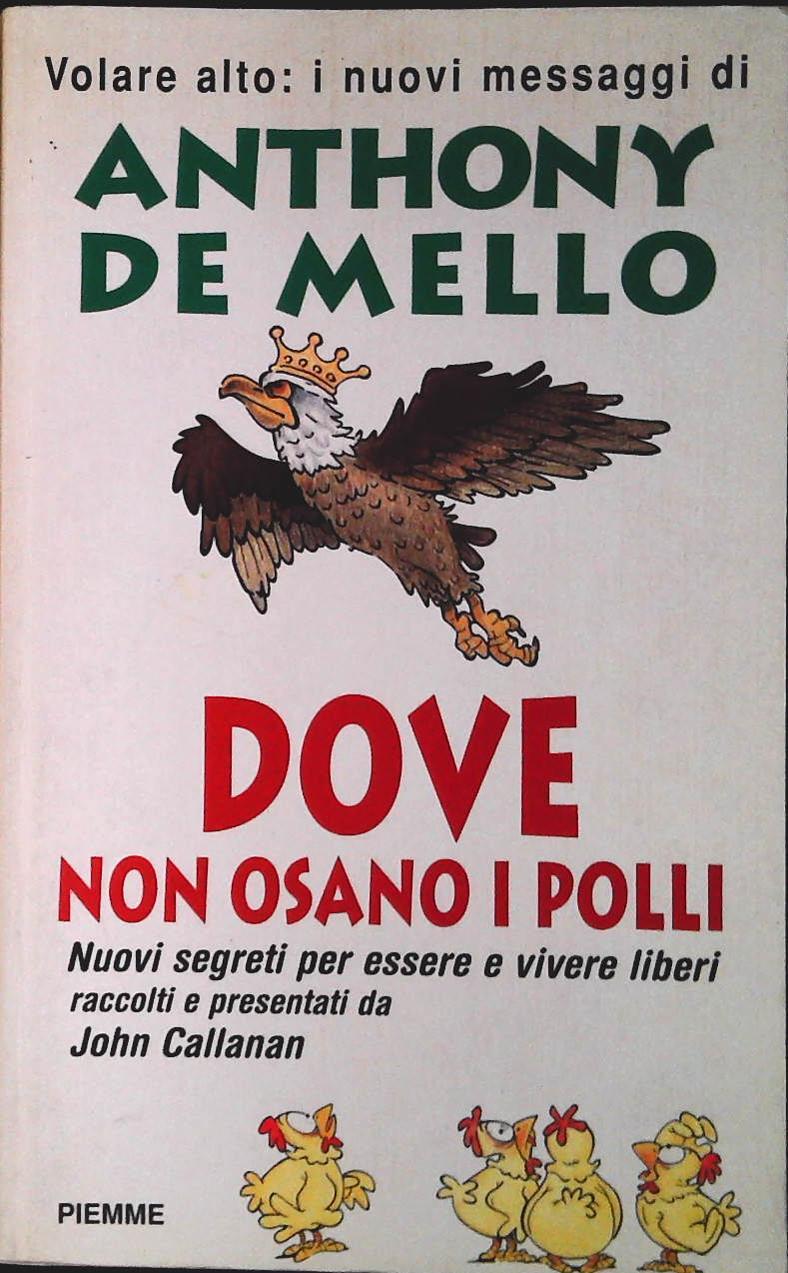 Volare alto: i nuovi messaggi di
ANTHONY
DE MELLO
DOVE
NON OSANO I POLLI
Nuovi segreti per essere e vivere liberi
raccolti e presentati da
John Callanan
PIEMME